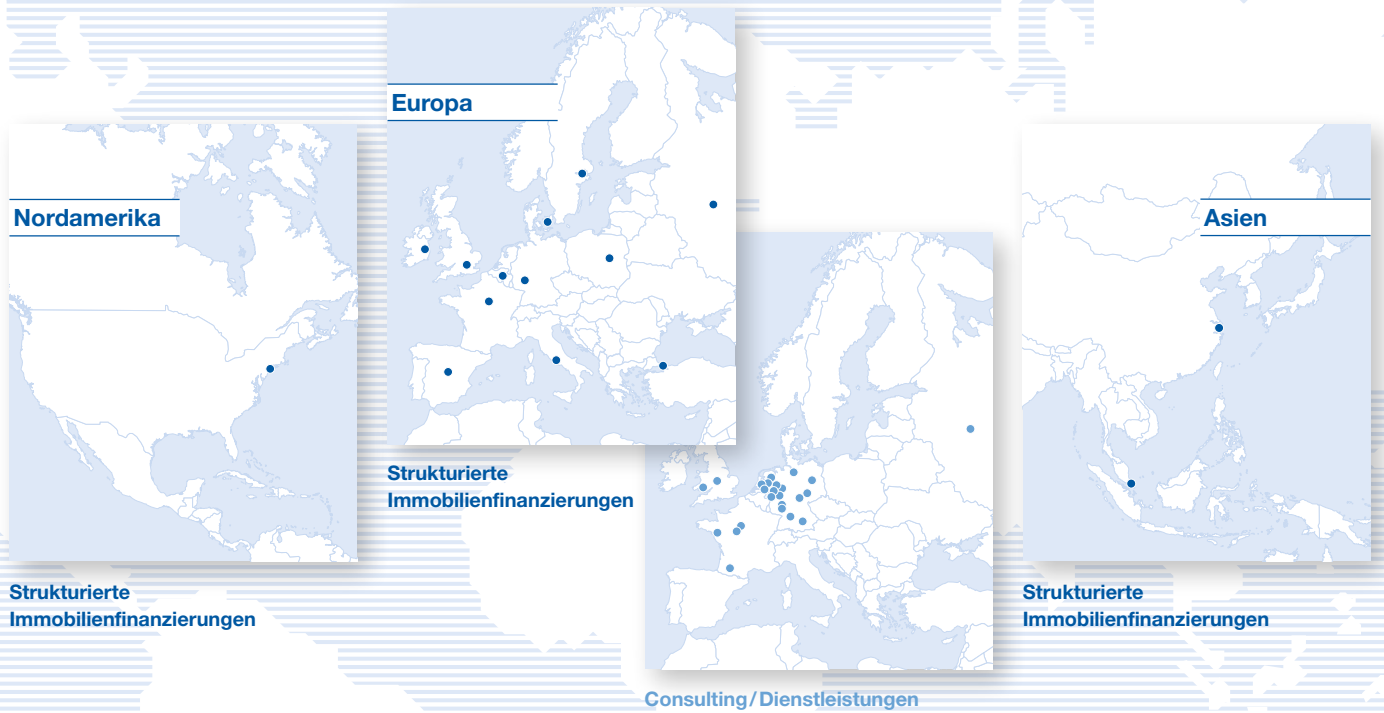 Nordamerika
Strukturierte
Immobilienfinanzierungen
Europa
Strukturierte
Immobilienfinanzierungen
Consulting/Dienstleistungen
Asien
Strukturierte
Immobilienfinanzierungen